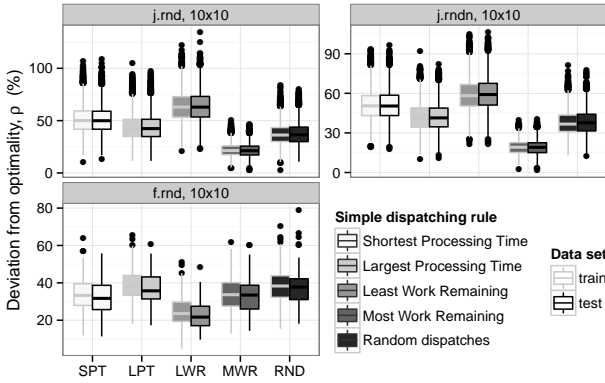 j.rnd, 10x10
j.rndn, 10x10
100
50
0
90
60
30
0
f.rnd, 10x10
80
60
40
20
Deviation from optimality, ρ (%)
SPT LPT LWR MWR RND
Simple dispatching rule
Shortest Processing Time
Largest Processing Time
Least Work Remaining
Most Work Remaining
Random dispatches
Data set
train
test